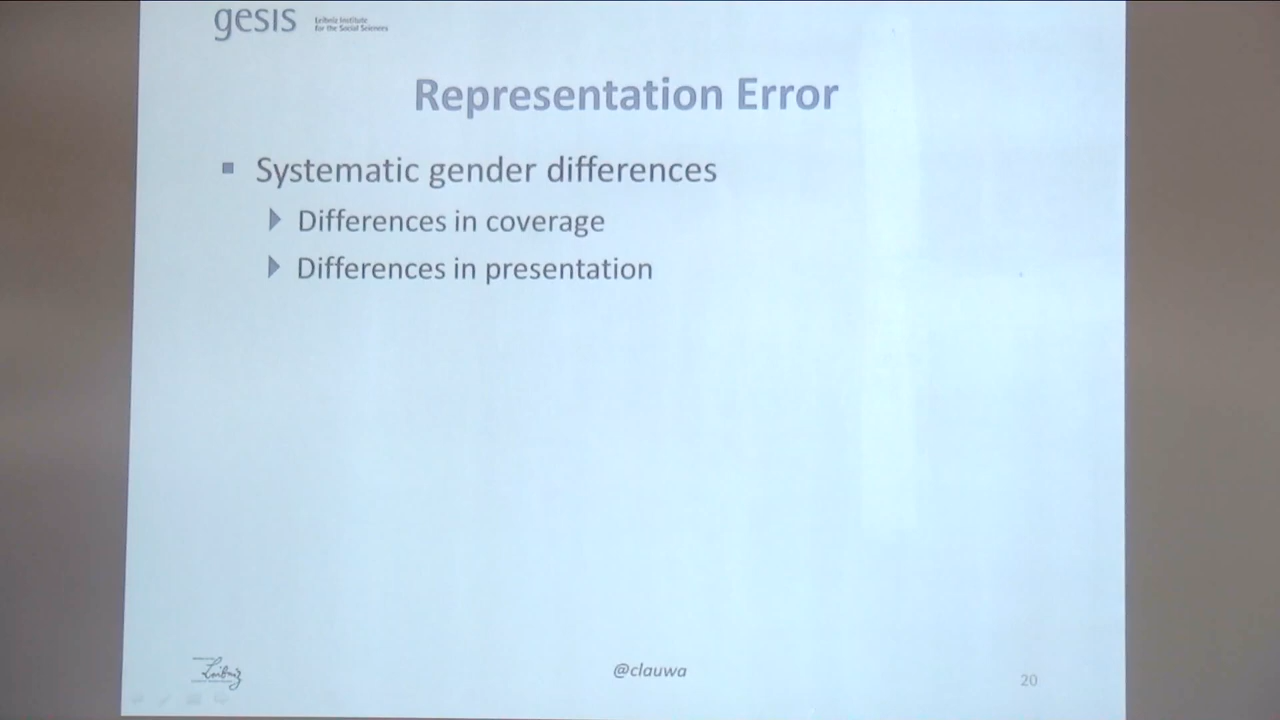 gesis
Leibniz Institute
for the Social Sciences
Representation Error
Systematic gender differences
Differences in coverage
Differences in presentation
Leibniz
@clauwa
20